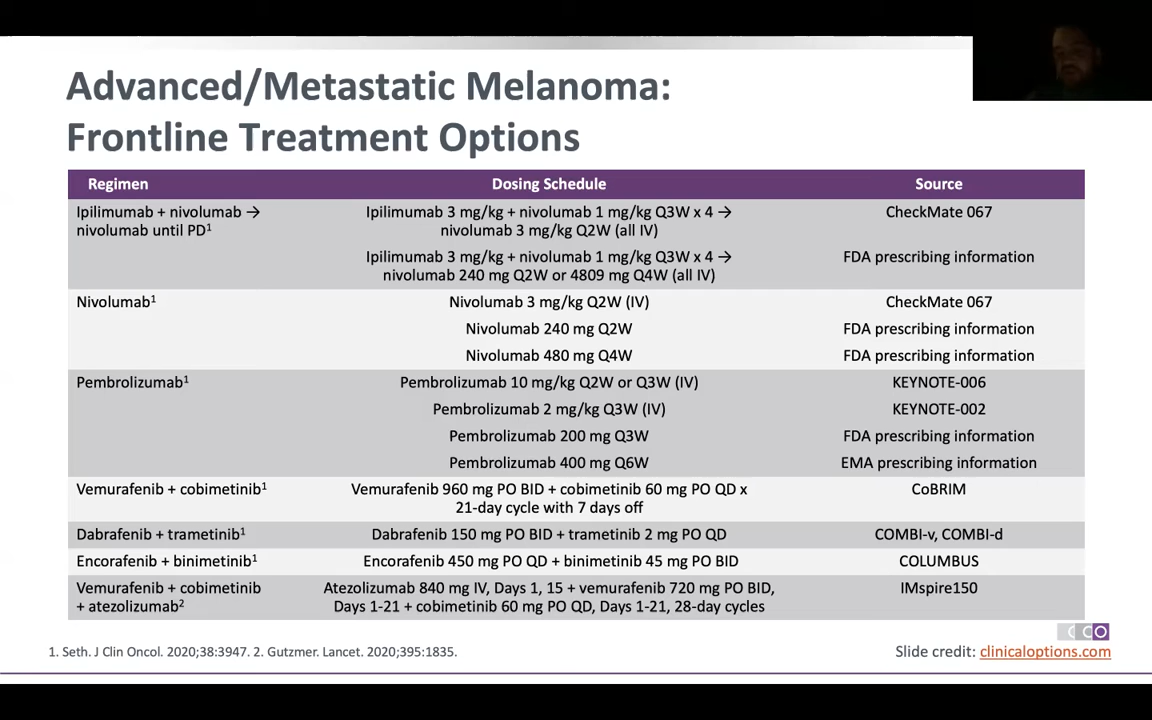 Advanced/Metastatic Melanoma:
Frontline Treatment Options
Regimen Dosing Schedule Source
Ipilimumab + nivolumab → Ipilimumab 3 mg/kg + nivolumab 1 mg/kg Q3W x 4 → CheckMate 067
nivolumab until PD¹ nivolumab 3 mg/kg Q2W (all IV)
Ipilimumab 3 mg/kg + nivolumab 1 mg/kg Q3W x 4 → FDA prescribing information
nivolumab 240 mg Q2W or 4809 mg Q4W (all IV)
Nivolumab¹ Nivolumab 3 mg/kg Q2W (IV) CheckMate 067
Nivolumab 240 mg Q2W FDA prescribing information
Nivolumab 480 mg Q4W FDA prescribing information
Pembrolizumab¹ Pembrolizumab 10 mg/kg Q2W or Q3W (IV) KEYNOTE-006
Pembrolizumab 2 mg/kg Q3W (IV) KEYNOTE-002
Pembrolizumab 200 mg Q3W FDA prescribing information
Pembrolizumab 400 mg Q6W EMA prescribing information
Vemurafenib + cobimetinib¹ Vemurafenib 960 mg PO BID + cobimetinib 60 mg PO QD x CoBRIM
21-day cycle with 7 days off
Dabrafenib + trametinib¹ Dabrafenib 150 mg PO BID + trametinib 2 mg PO QD COMBI-v, COMBI-d
Encorafenib + binimetinib¹ Encorafenib 450 mg PO QD + binimetinib 45 mg PO BID COLUMBUS
Vemurafenib + cobimetinib Atezolizumab 840 mg IV, Days 1, 15 + vemurafenib 720 mg PO BID, IMspire150
+ atezolizumab² Days 1-21 + cobimetinib 60 mg PO QD, Days 1-21, 28-day cycles
CCO
1. Seth. J Clin Oncol. 2020;38:3947. 2. Gutzmer. Lancet. 2020;395:1835. Slide credit: clinicaloptions.com